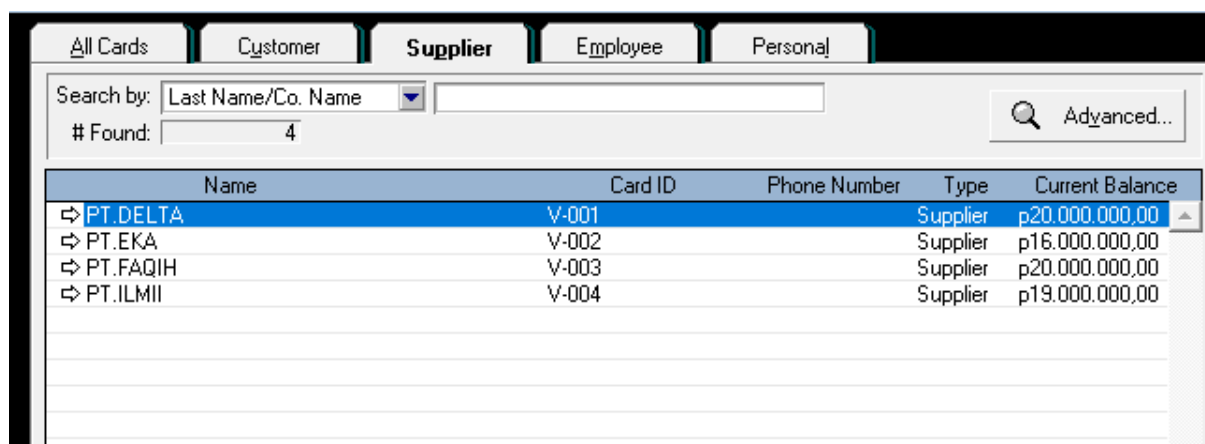 All Cards Customer Supplier Employee Personal
Search by: Last Name/Co. Name
Advanced...
# Found: 4
Name Card ID Phone Number Type Current Balance
PT.DELTA V-001 Supplier p20.000.000,00
PT.EKA V-002 Supplier p16.000.000,00
PT.FAQIH V-003 Supplier p20.000.000,00
PT.ILMII V-004 Supplier p19.000.000,00